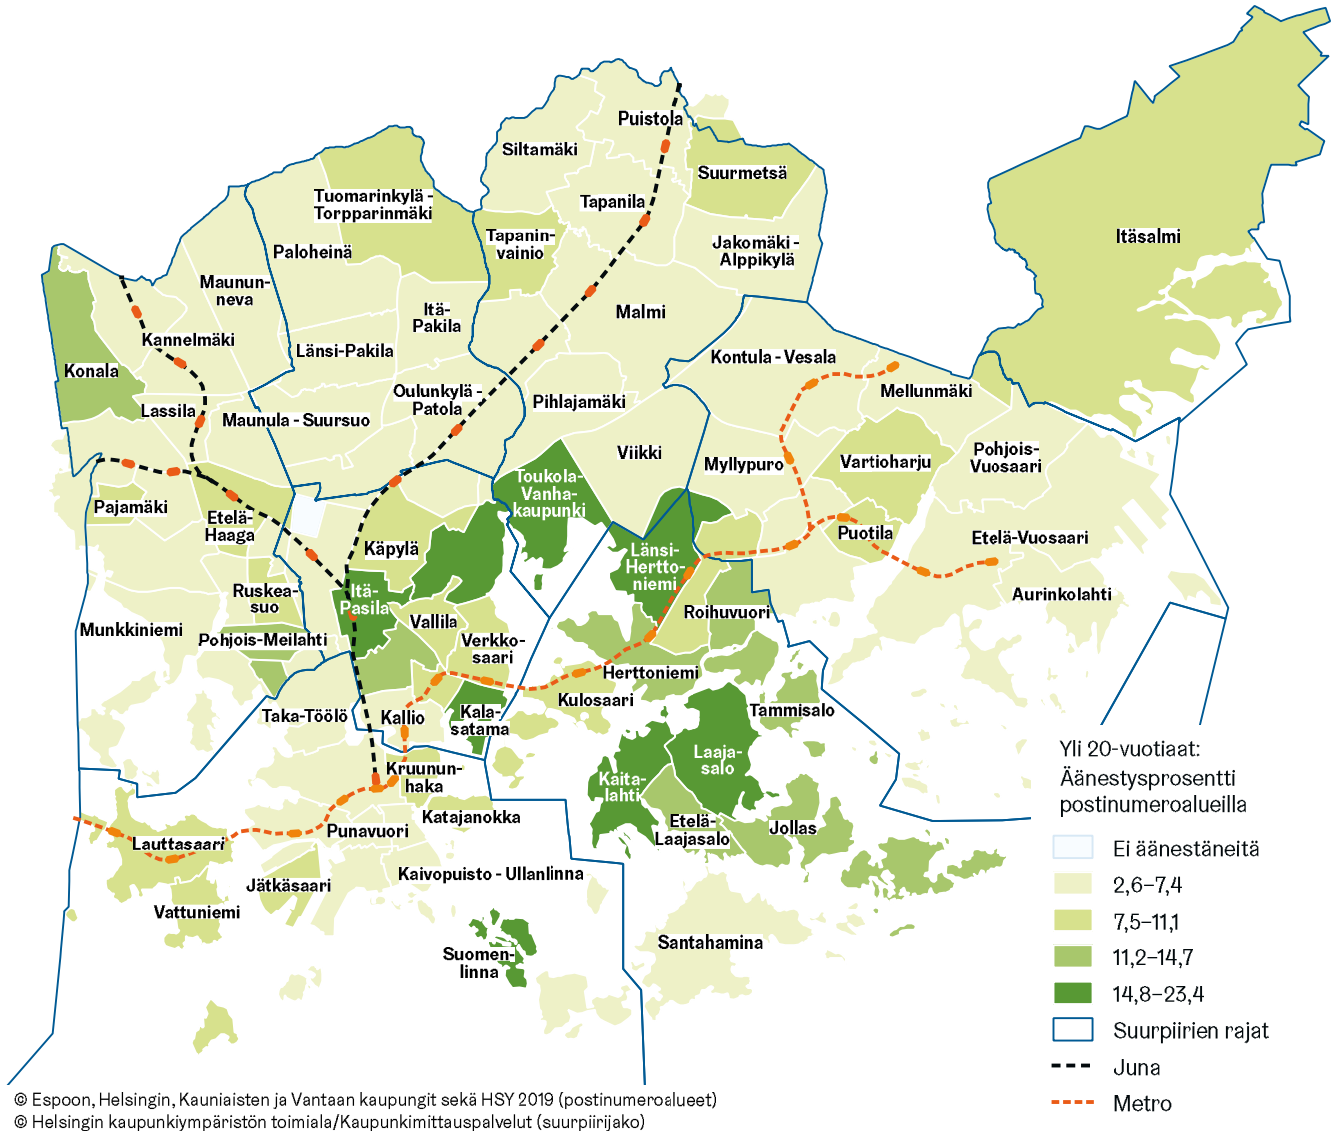 Puistola
Siltamäki
Suurmetsä
Tuomarinkylä -
Torpparinmäki
Tapanila
Itäsalmi
Paloheinä
Tapanin-
vainio
Jakomäki -
Alppikylä
Maunun-
neva
Itä-
Pakila
Malmi
Kannelmäki
Länsi-Pakila
Kontula - Vesala
Konala
Mellunmäki
Oulunkylä -
Patola
Pihlajamäki
Lassila
Maunula - Suursuo
Viikki
Myllypuro
Vartioharju
Pohjois-
Vuosaari
Toukola-
Vanha-
kaupunki
Pajamäki
Etelä-
Haaga
Käpylä
Puotila
Etelä-Vuosaari
Länsi-
Hertto-
niemi
Itä-
Pasila
Ruskea-
suo
Aurinkolahti
Roihuvuori
Vallila
Munkkiniemi
Pohjois-Meilahti
Verkko-
saari
Herttoniemi
Kulosaari
Taka-Töölö
Kallio
Kala-
satama
Tammisalo
Laaja-
salo
Kaita-
lahti
Kruunun-
haka
Katajanokka
Etelä-
Laajasalo
Jollas
Punavuori
Lauttasaari
Jätkäsaari
Kaivopuisto - Ullanlinna
Vattuniemi
Santahamina
Suomen-
linna
Yli 20-vuotiaat:
Äänestysprosentti
postinumeroalueilla
Ei äänestäneitä
2,6–7,4
7,5–11,1
11,2–14,7
14,8–23,4
Suurpiirien rajat
Juna
Metro
© Espoon, Helsingin, Kauniaisten ja Vantaan kaupungit sekä HSY 2019 (postinumeroalueet)
© Helsingin kaupunkiympäristön toimiala/Kaupunkimittauspalvelut (suurpiirijako)